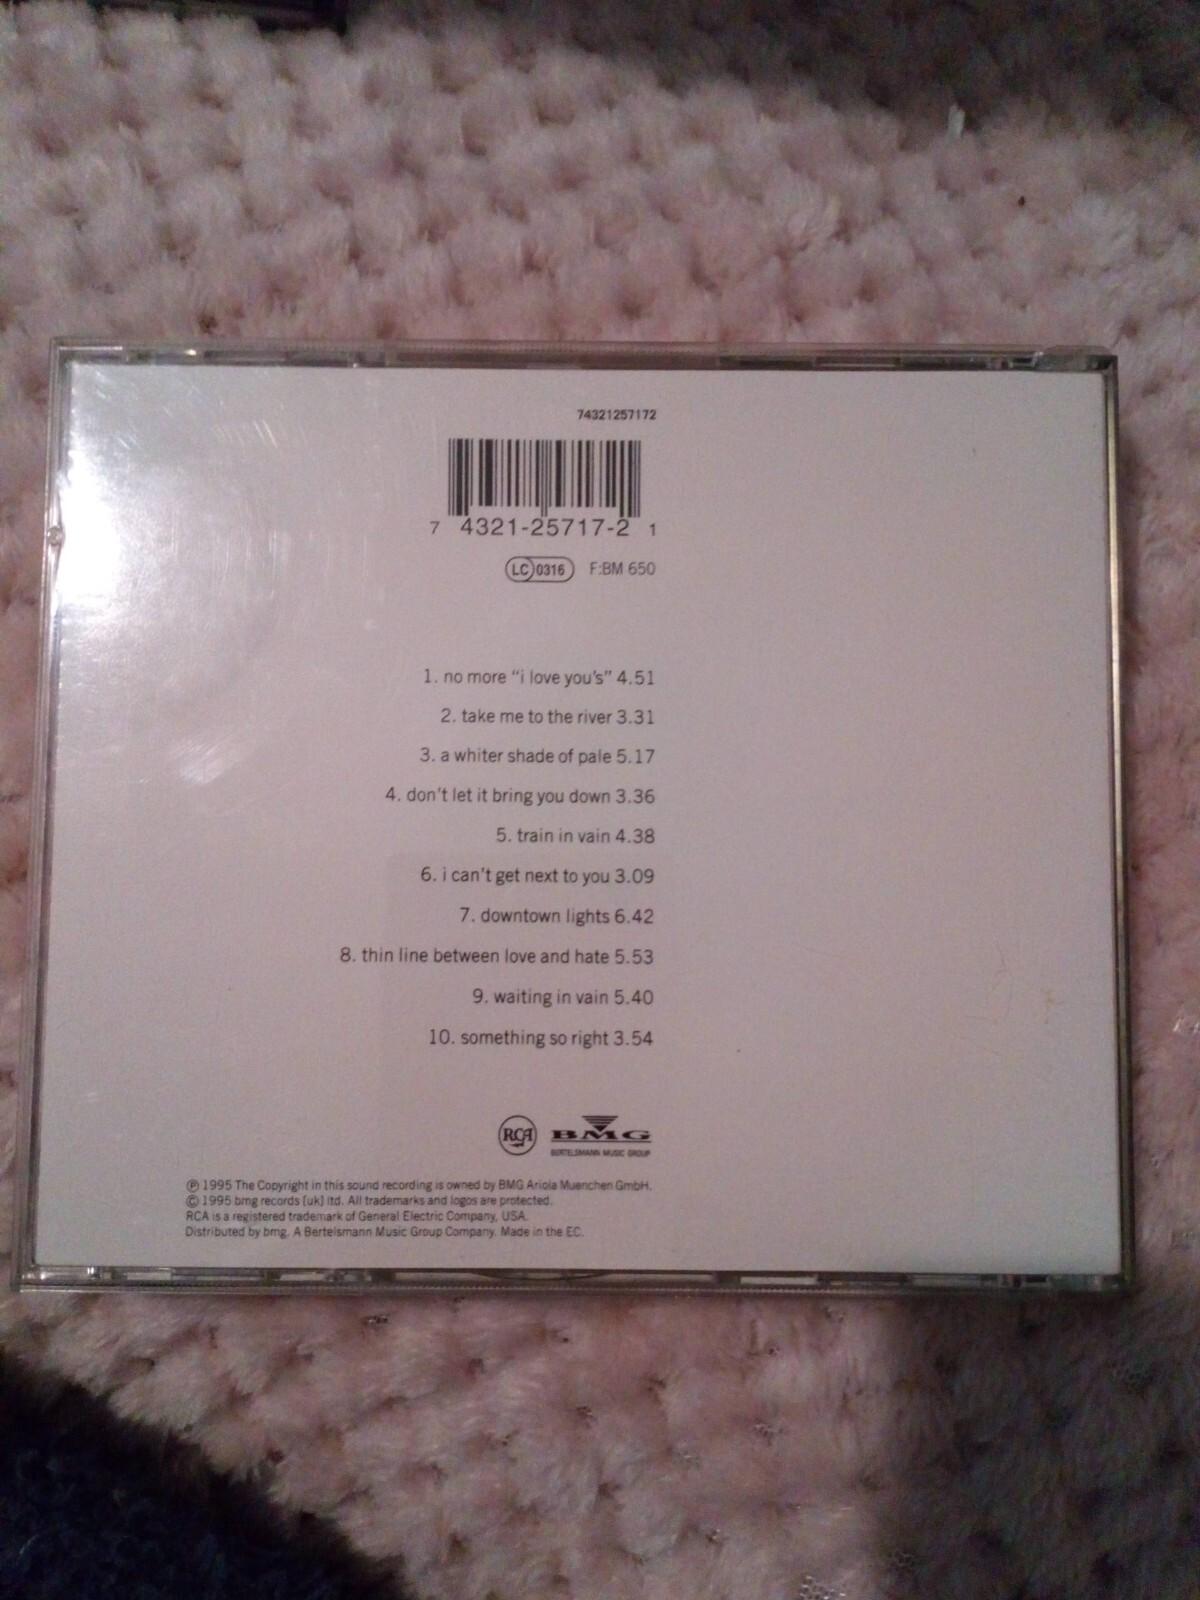 74321257172
7 4321-25717-2 1
LC 0316 F:BM 650
1. no more “i love you's” 4.51
2. take me to the river 3.31
3. a whiter shade of pale 5.17
4. don't let it bring you down 3.36
5. train in vain 4.38
6. i can't get next to you 3.09
7. downtown lights 6.42
8. thin line between love and hate 5.53
9. waiting in vain 5.40
10. something so right 3.54
RCA BMG
BERTELSMANN MUSIC GROUP
℗ 1995 The Copyright in this sound recording is owned by BMG Ariola Muenchen GmbH.
© 1995 bmg records [uk] ltd. All trademarks and logos are protected.
RCA is a registered trademark of General Electric Company, USA.
Distributed by bmg. A Bertelsmann Music Group Company. Made in the EC.